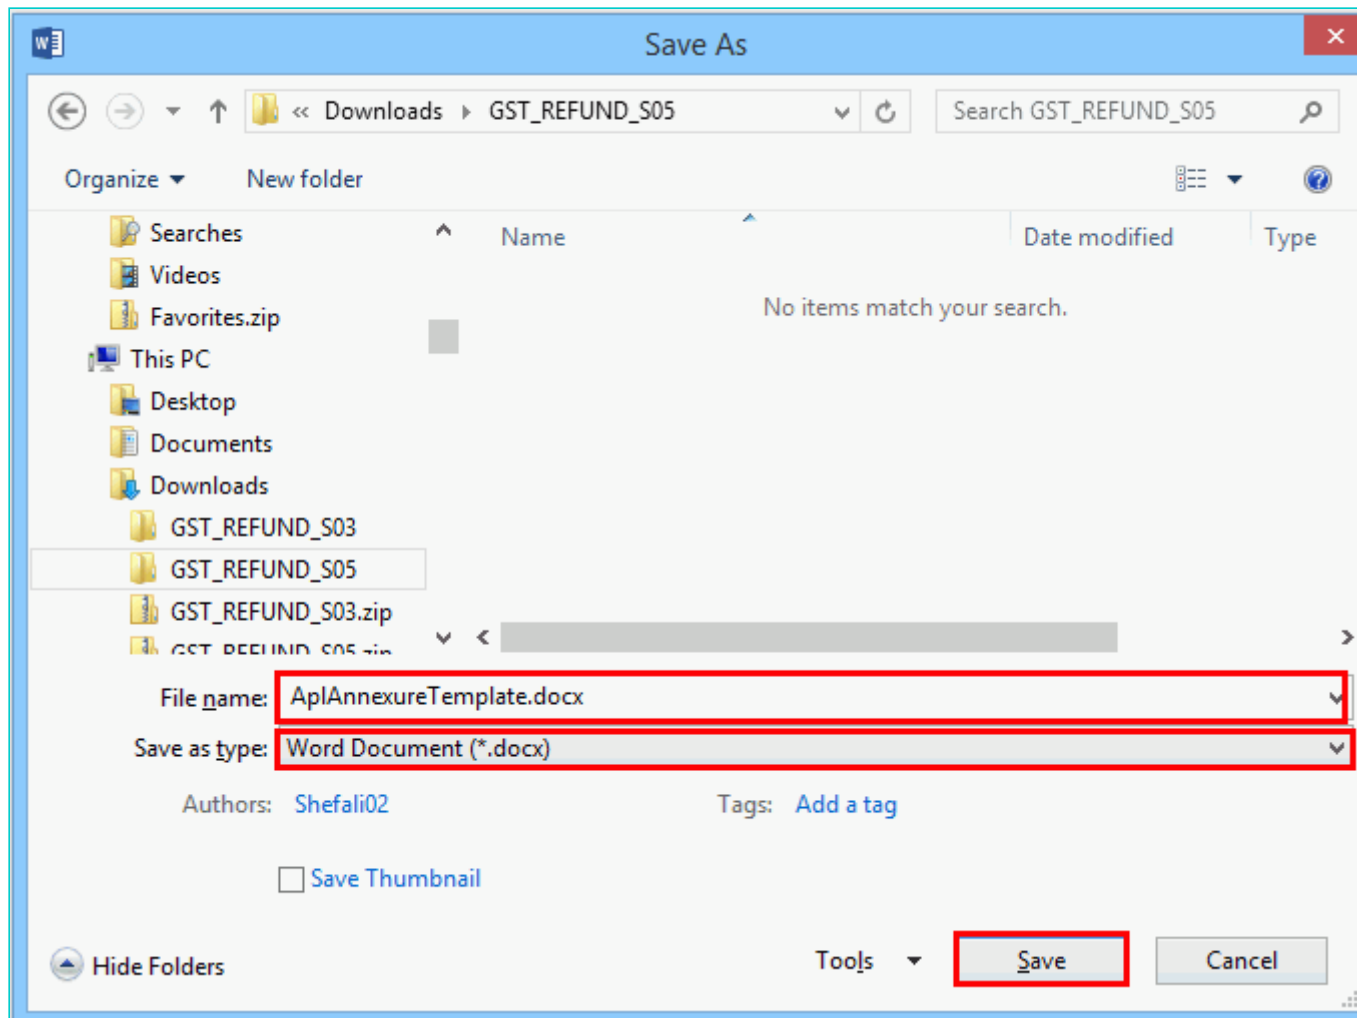 Save As
« Downloads GST_REFUND_S05 Search GST_REFUND_S05
Organize New folder
Searches
Videos
Favorites.zip
This PC
Desktop
Documents
Downloads
GST_REFUND_S03
GST_REFUND_S05
GST_REFUND_S03.zip
GST_REFUND_S05.zip
Name Date modified Type
No items match your search.
File name: AplAnnexureTemplate.docx
Save as type: Word Document (*.docx)
Authors: Shefali02 Tags: Add a tag
Save Thumbnail
Hide Folders Tools Save Cancel